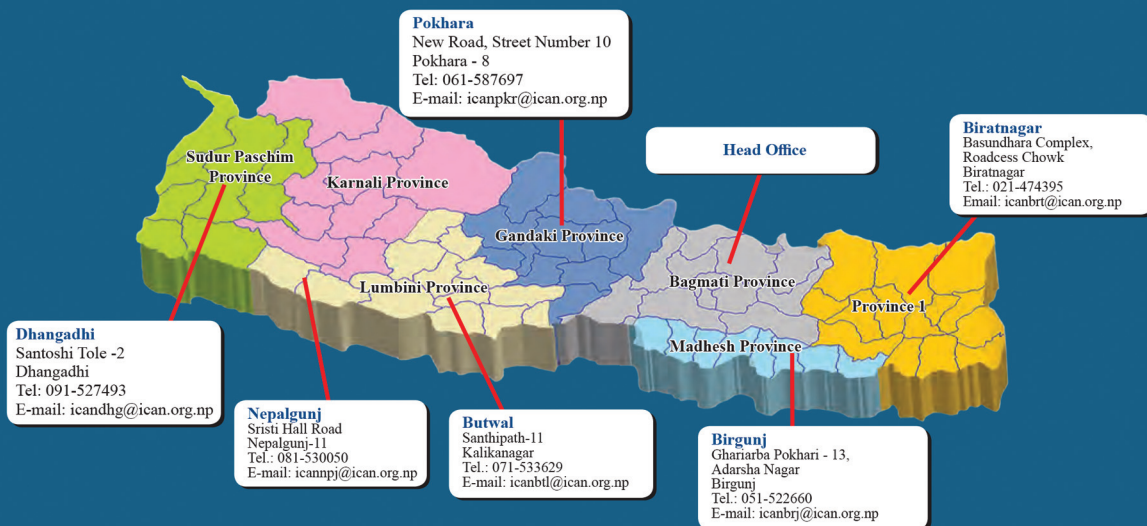 Pokhara
New Road, Street Number 10
Pokhara - 8
Tel: 061-587697
E-mail: icanpkr@ican.org.np
Head Office
Biratnagar
Basundhara Complex,
Roadcess Chowk
Biratnagar
Tel.: 021-474395
Email: icanbrt@ican.org.np
Sudur Paschim
Province
Karnali Province
Gandaki Province
Lumbini Province
Bagmati Province
Province 1
Madhesh Province
Dhangadhi
Santoshi Tole -2
Dhangadhi
Tel: 091-527493
E-mail: icandhg@ican.org.np
Nepalgunj
Sristi Hall Road
Nepalgunj-11
Tel.: 081-530050
E-mail: icannpj@ican.org.np
Butwal
Santhipath-11
Kalikanagar
Tel.: 071-533629
E-mail: icanbtl@ican.org.np
Birgunj
Ghariarba Pokhari - 13,
Adarsha Nagar
Birgunj
Tel.: 051-522660
E-mail: icanbrj@ican.org.np